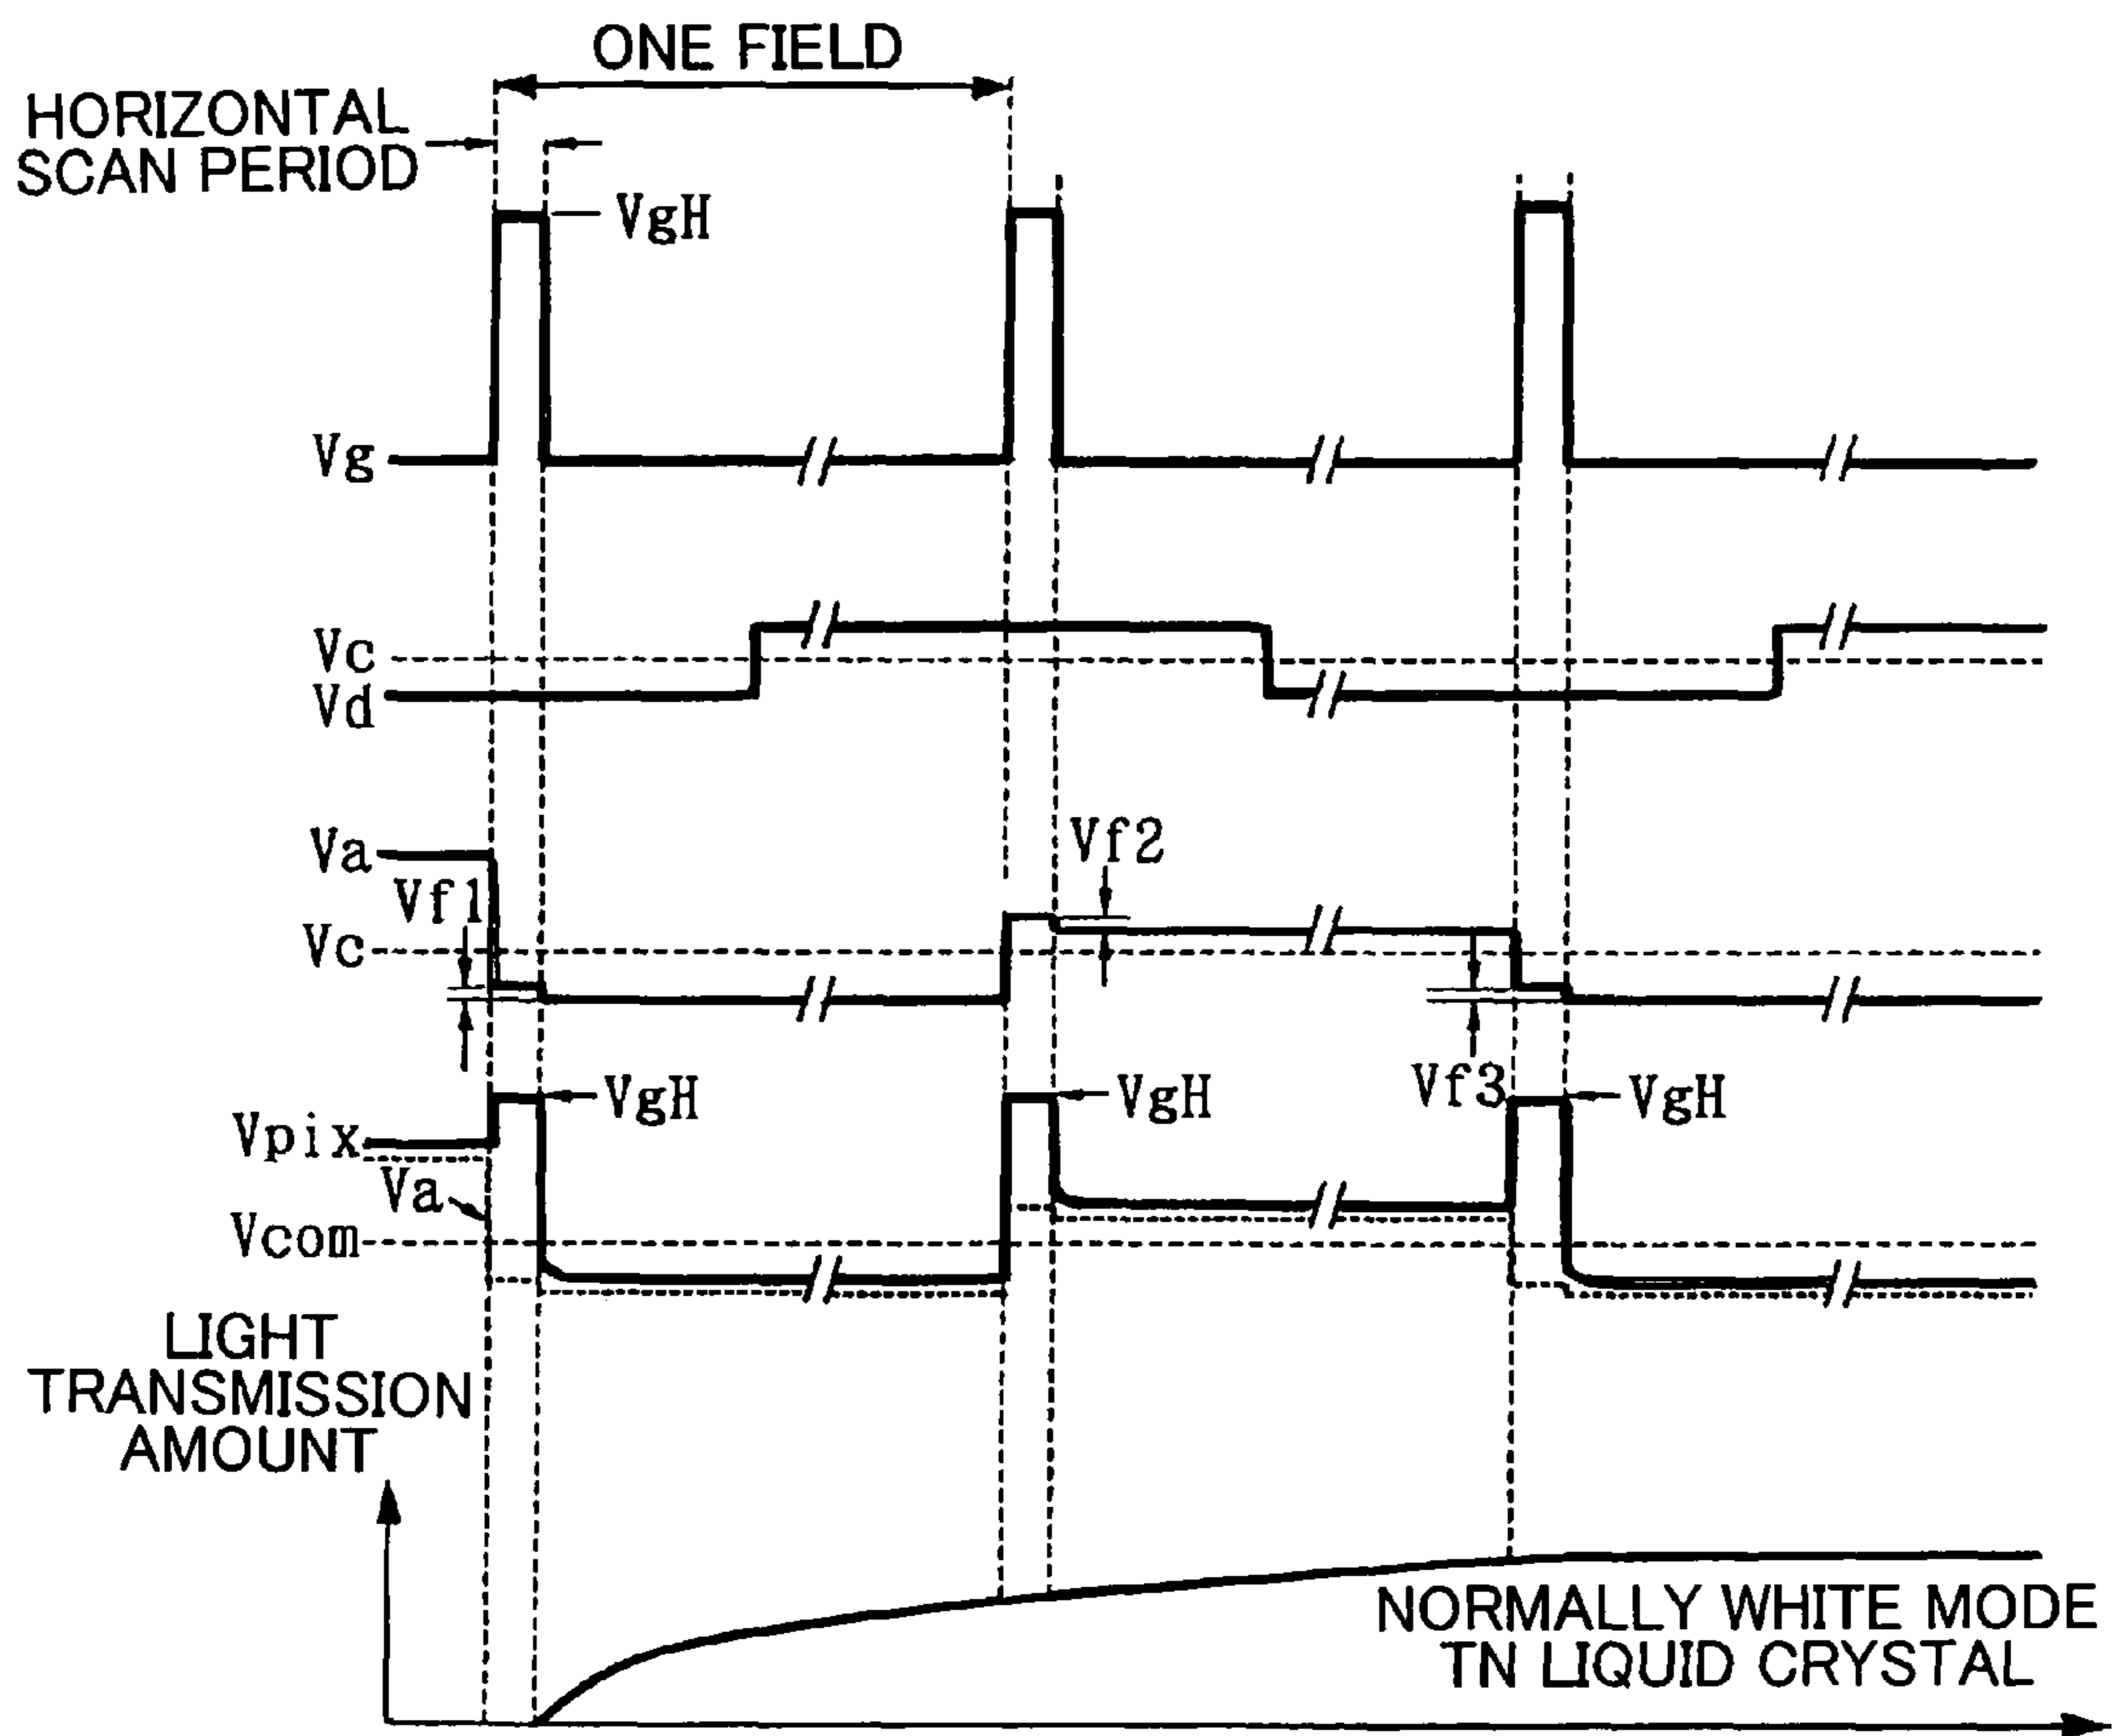 ONE FIELD
HORIZONTAL
SCAN PERIOD
VgH
Vg
Vc
Vd
Va
Vf2
Vf1
Vc
VgH
VgH
Vf3
VgH
Vpix
Va
Vcom
LIGHT
TRANSMISSION
AMOUNT
NORMALLY WHITE MODE
TN LIQUID CRYSTAL